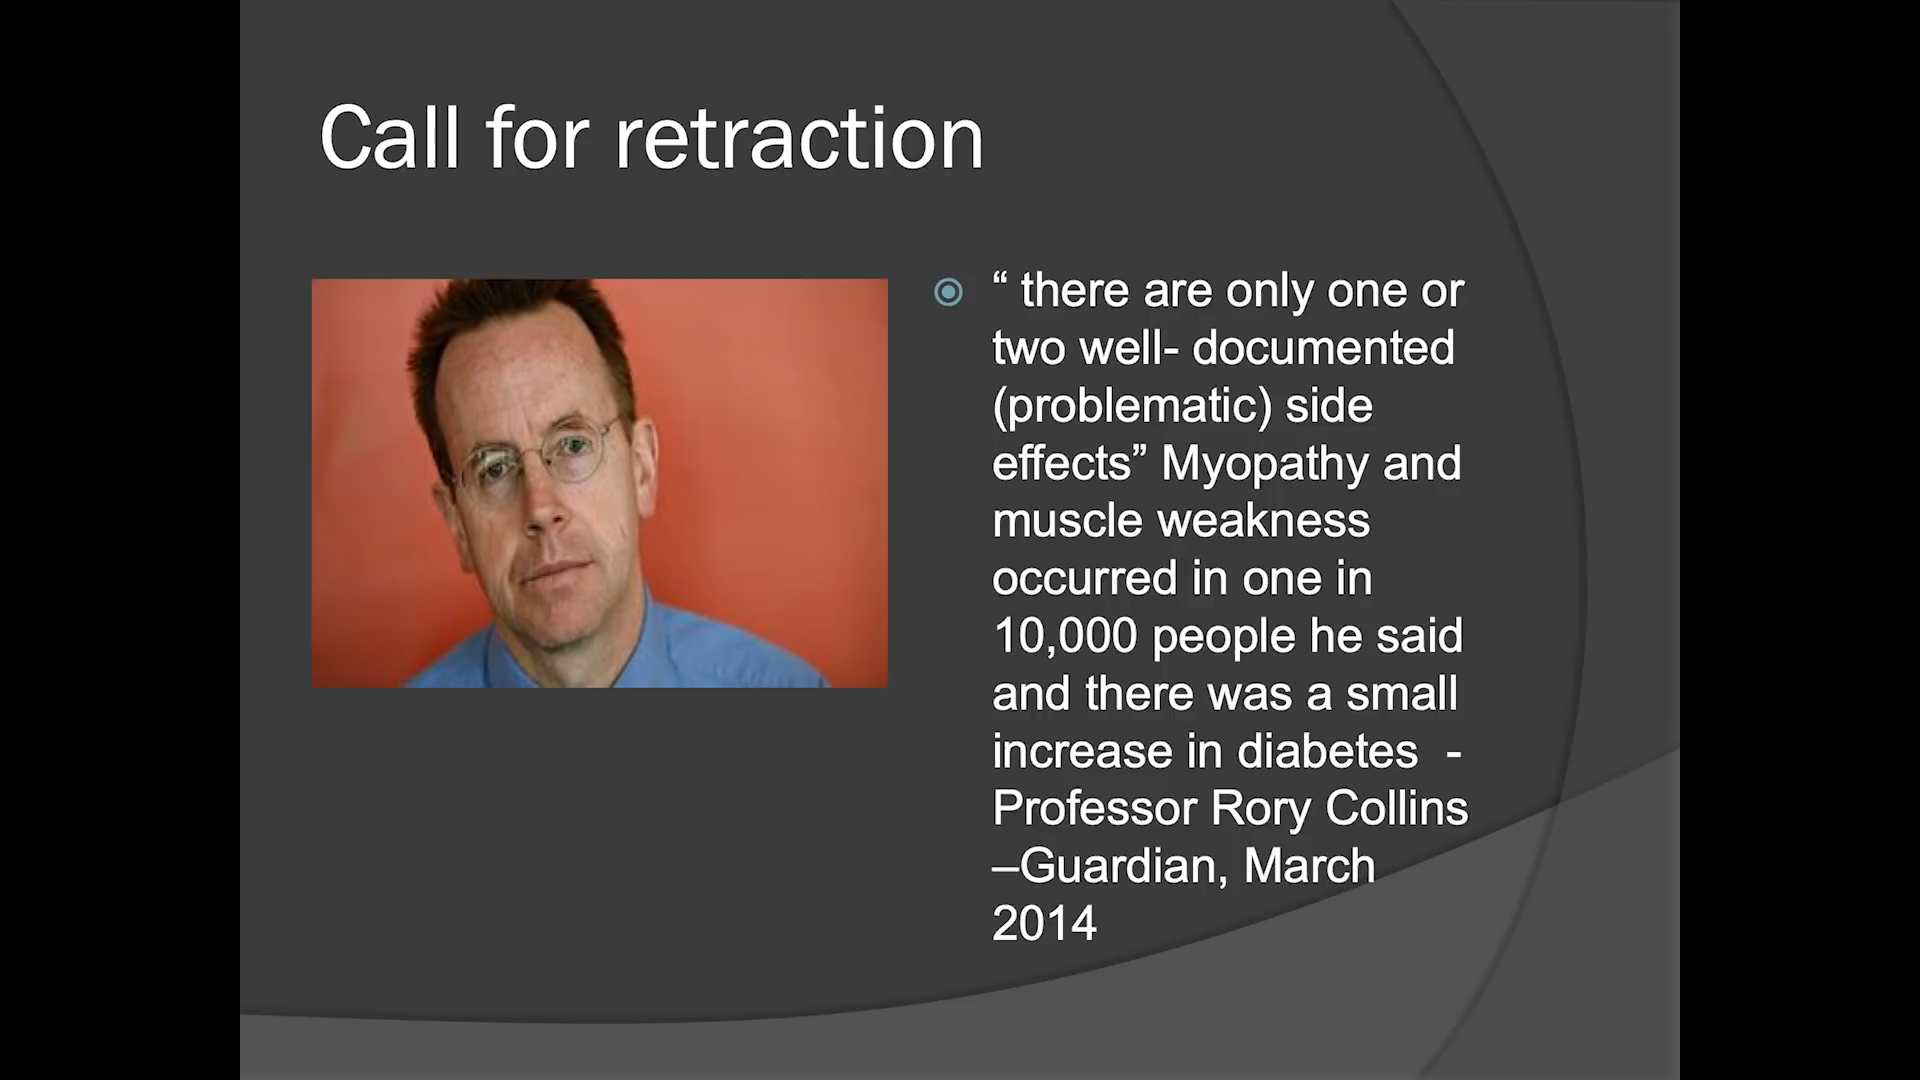 Call for retraction
“ there are only one or
two well- documented
(problematic) side
effects” Myopathy and
muscle weakness
occurred in one in
10,000 people he said
and there was a small
increase in diabetes  -
Professor Rory Collins
–Guardian, March
2014